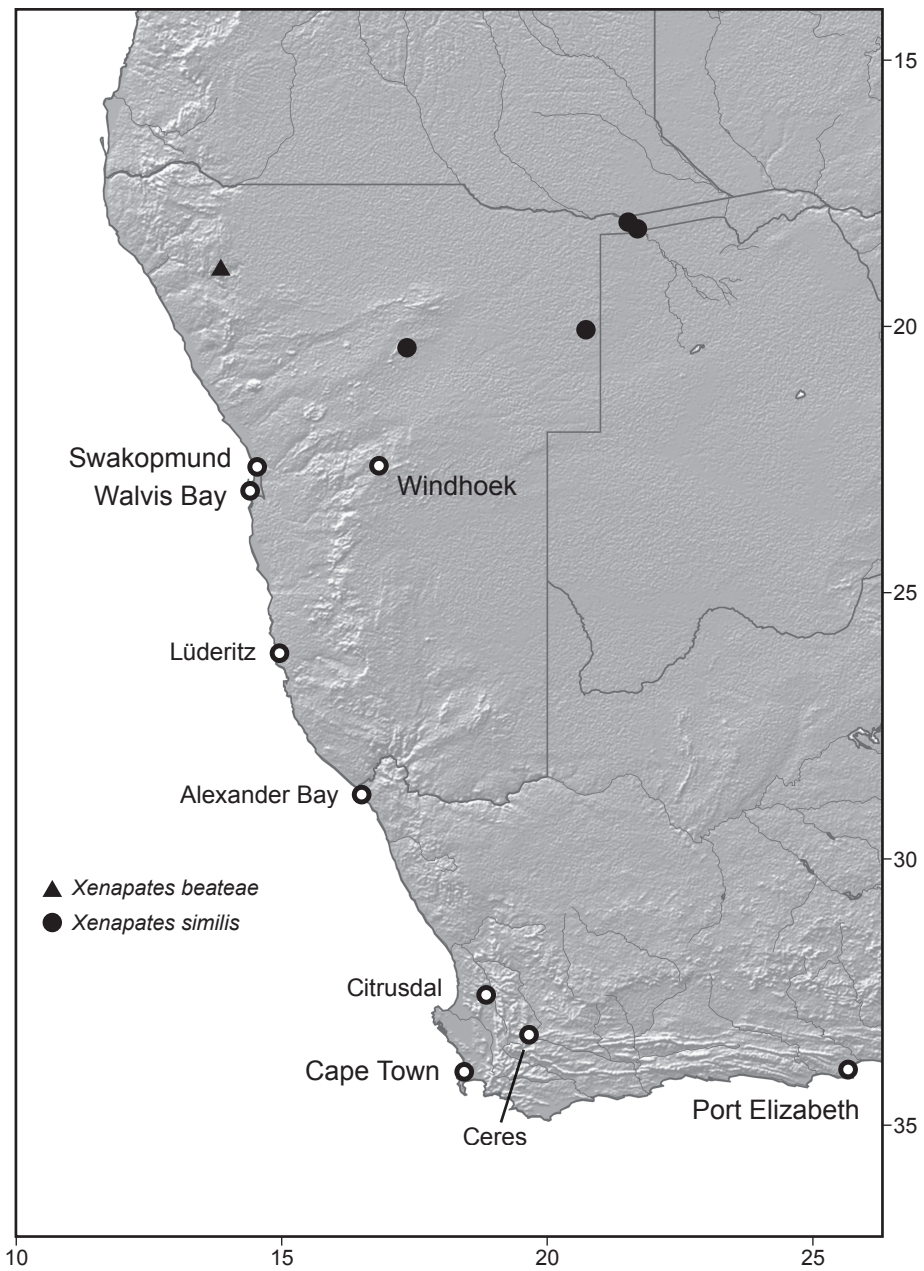 15
20
Swakopmund
Walvis Bay
Windhoek
25
Lüderitz
Alexander Bay
30
Xenapates beateae
Xenapates similis
Citrusdal
Cape Town
Port Elizabeth
Ceres
35
10 15 20 25